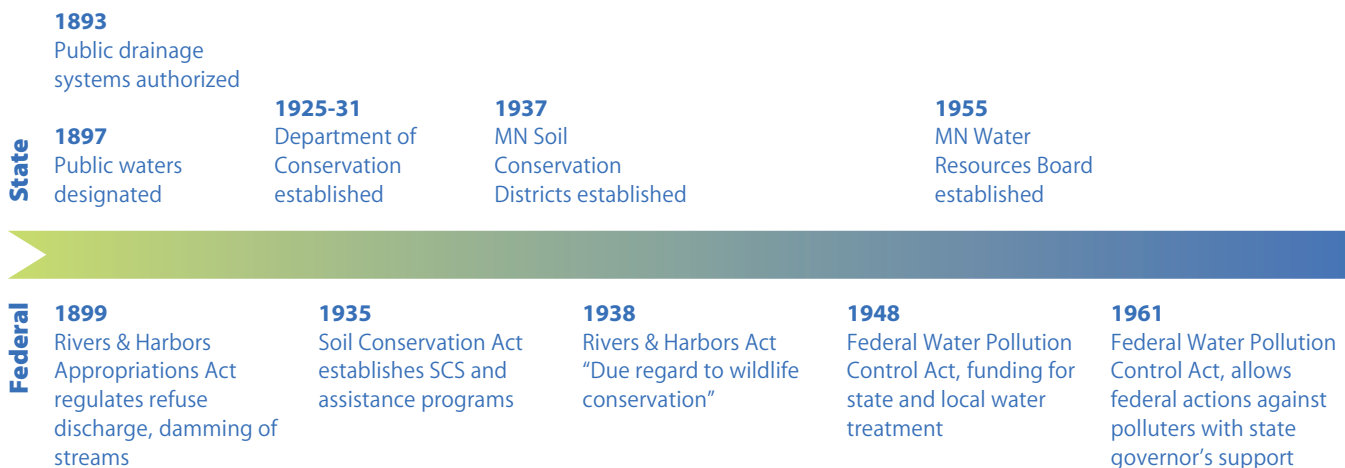 State
1893
Public drainage
systems authorized
1897
Public waters
designated
1925-31
Department of
Conservation
established
1937
MN Soil
Conservation
Districts established
1955
MN Water
Resources Board
established
Federal
1899
Rivers & Harbors
Appropriations Act
regulates refuse
discharge, damming of
streams
1935
Soil Conservation Act
establishes SCS and
assistance programs
1938
Rivers & Harbors Act
“Due regard to wildlife
conservation”
1948
Federal Water Pollution
Control Act, funding for
state and local water
treatment
1961
Federal Water Pollution
Control Act, allows
federal actions against
polluters with state
governor’s support